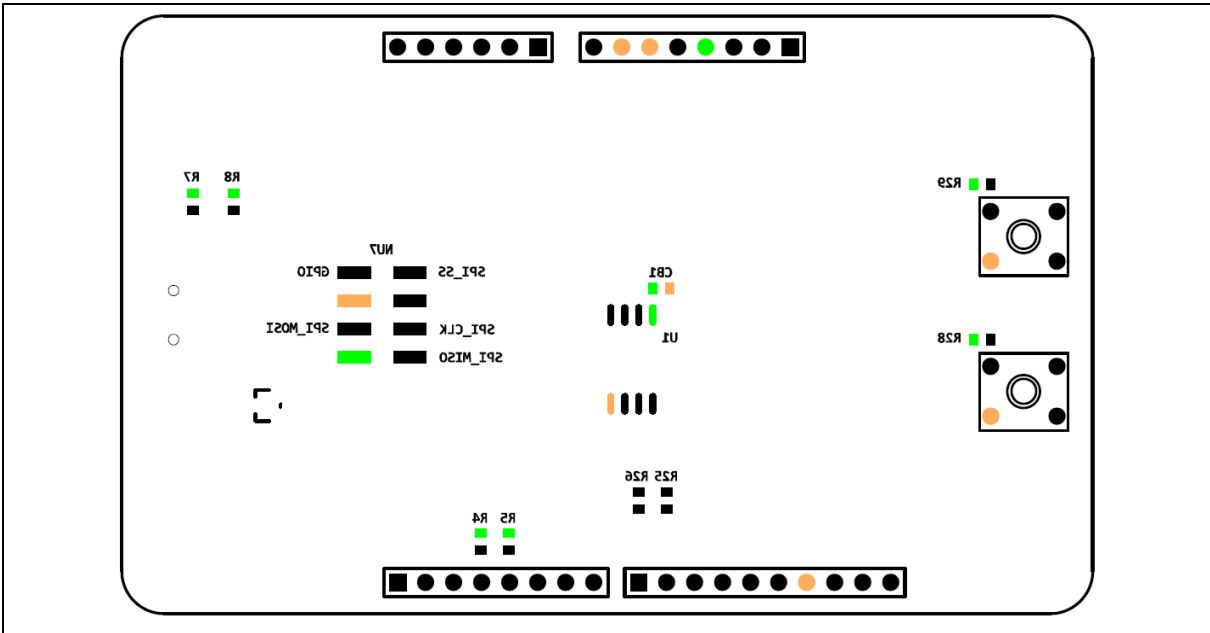 R7 R8
R29
NU7
GPIO SPI_SS
CB1
SPI_MOSI SPI_CLK
U1
R28
SPI_MISO
R26 R25
R4 R5